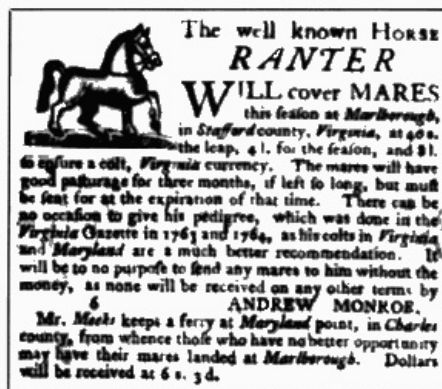 The well known HORSE
RANTER
WILL cover MARES
this ſeaſon at Marlborough,
in Stafford county, Virginia, at 40 s.
the leap, 4 l. for the ſeaſon, and 8 l.
to enſure a colt, Virginia currency. The mares will have
good paſturage for three months, if left ſo long, but muſt
be ſent for at the expiration of that time. There can be
no occaſion to give his pedigree, which was done in the
Virginia Gazette in 1763 and 1764, as his colts in Virginia
and Maryland are a much better recommendation. It
will be to no purpoſe to ſend any mares to him without the
money, as none will be received on any other terms by
6 ANDREW MONROE.
Mr. Meeks keeps a ferry at Maryland point, in Charles
county, from whence thoſe who have no better opportunity
may have their mares landed at Marlborough. Dollars
will be received at 6 s. 3 d.